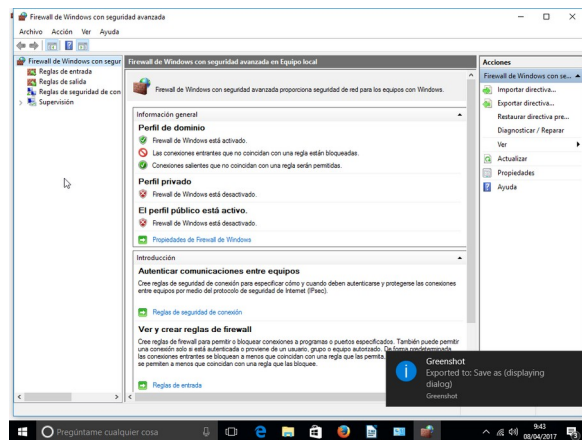 Firewall de Windows con seguridad avanzada
Archivo Acción Ver Ayuda
Firewall de Windows con segur
Reglas de entrada
Reglas de salida
Reglas de seguridad de con
Supervisión
Firewall de Windows con seguridad avanzada en Equipo local
Firewall de Windows con seguridad avanzada proporciona seguridad de red para los equipos con Windows.
Información general
Perfil de dominio
Firewall de Windows está activado.
Las conexiones entrantes que no coincidan con una regla están bloqueadas.
Conexiones salientes que no coincidan con una regla serán permitidas.
Perfil privado
Firewall de Windows está desactivado.
El perfil público está activo.
Firewall de Windows está desactivado.
Propiedades de Firewall de Windows
Introducción
Autenticar comunicaciones entre equipos
Cree reglas de seguridad de conexión para especificar cómo y cuándo deben autenticarse y protegerse las conexiones
entre equipos por medio del protocolo de seguridad de Internet (IPsec).
Reglas de seguridad de conexión
Ver y crear reglas de firewall
Cree reglas de firewall para permitir o bloquear conexiones a programas o puertos especificados. También puede permitir
una conexión solo si está autenticada o proviene de un usuario, grupo o equipo autorizado. De forma predeterminada,
las conexiones entrantes se bloquean a menos que coincidan con una regla que las permita,
se permiten a menos que coincidan con una regla que las bloquee.
Reglas de entrada
Acciones
Firewall de Windows con se...
Importar directiva...
Exportar directiva...
Restaurar directiva pre...
Diagnosticar / Reparar
Ver
Actualizar
Propiedades
Ayuda
Greenshot
Exported to: Save as (displaying
dialog)
Greenshot
Pregúntame cualquier cosa
9:43
08/04/2017